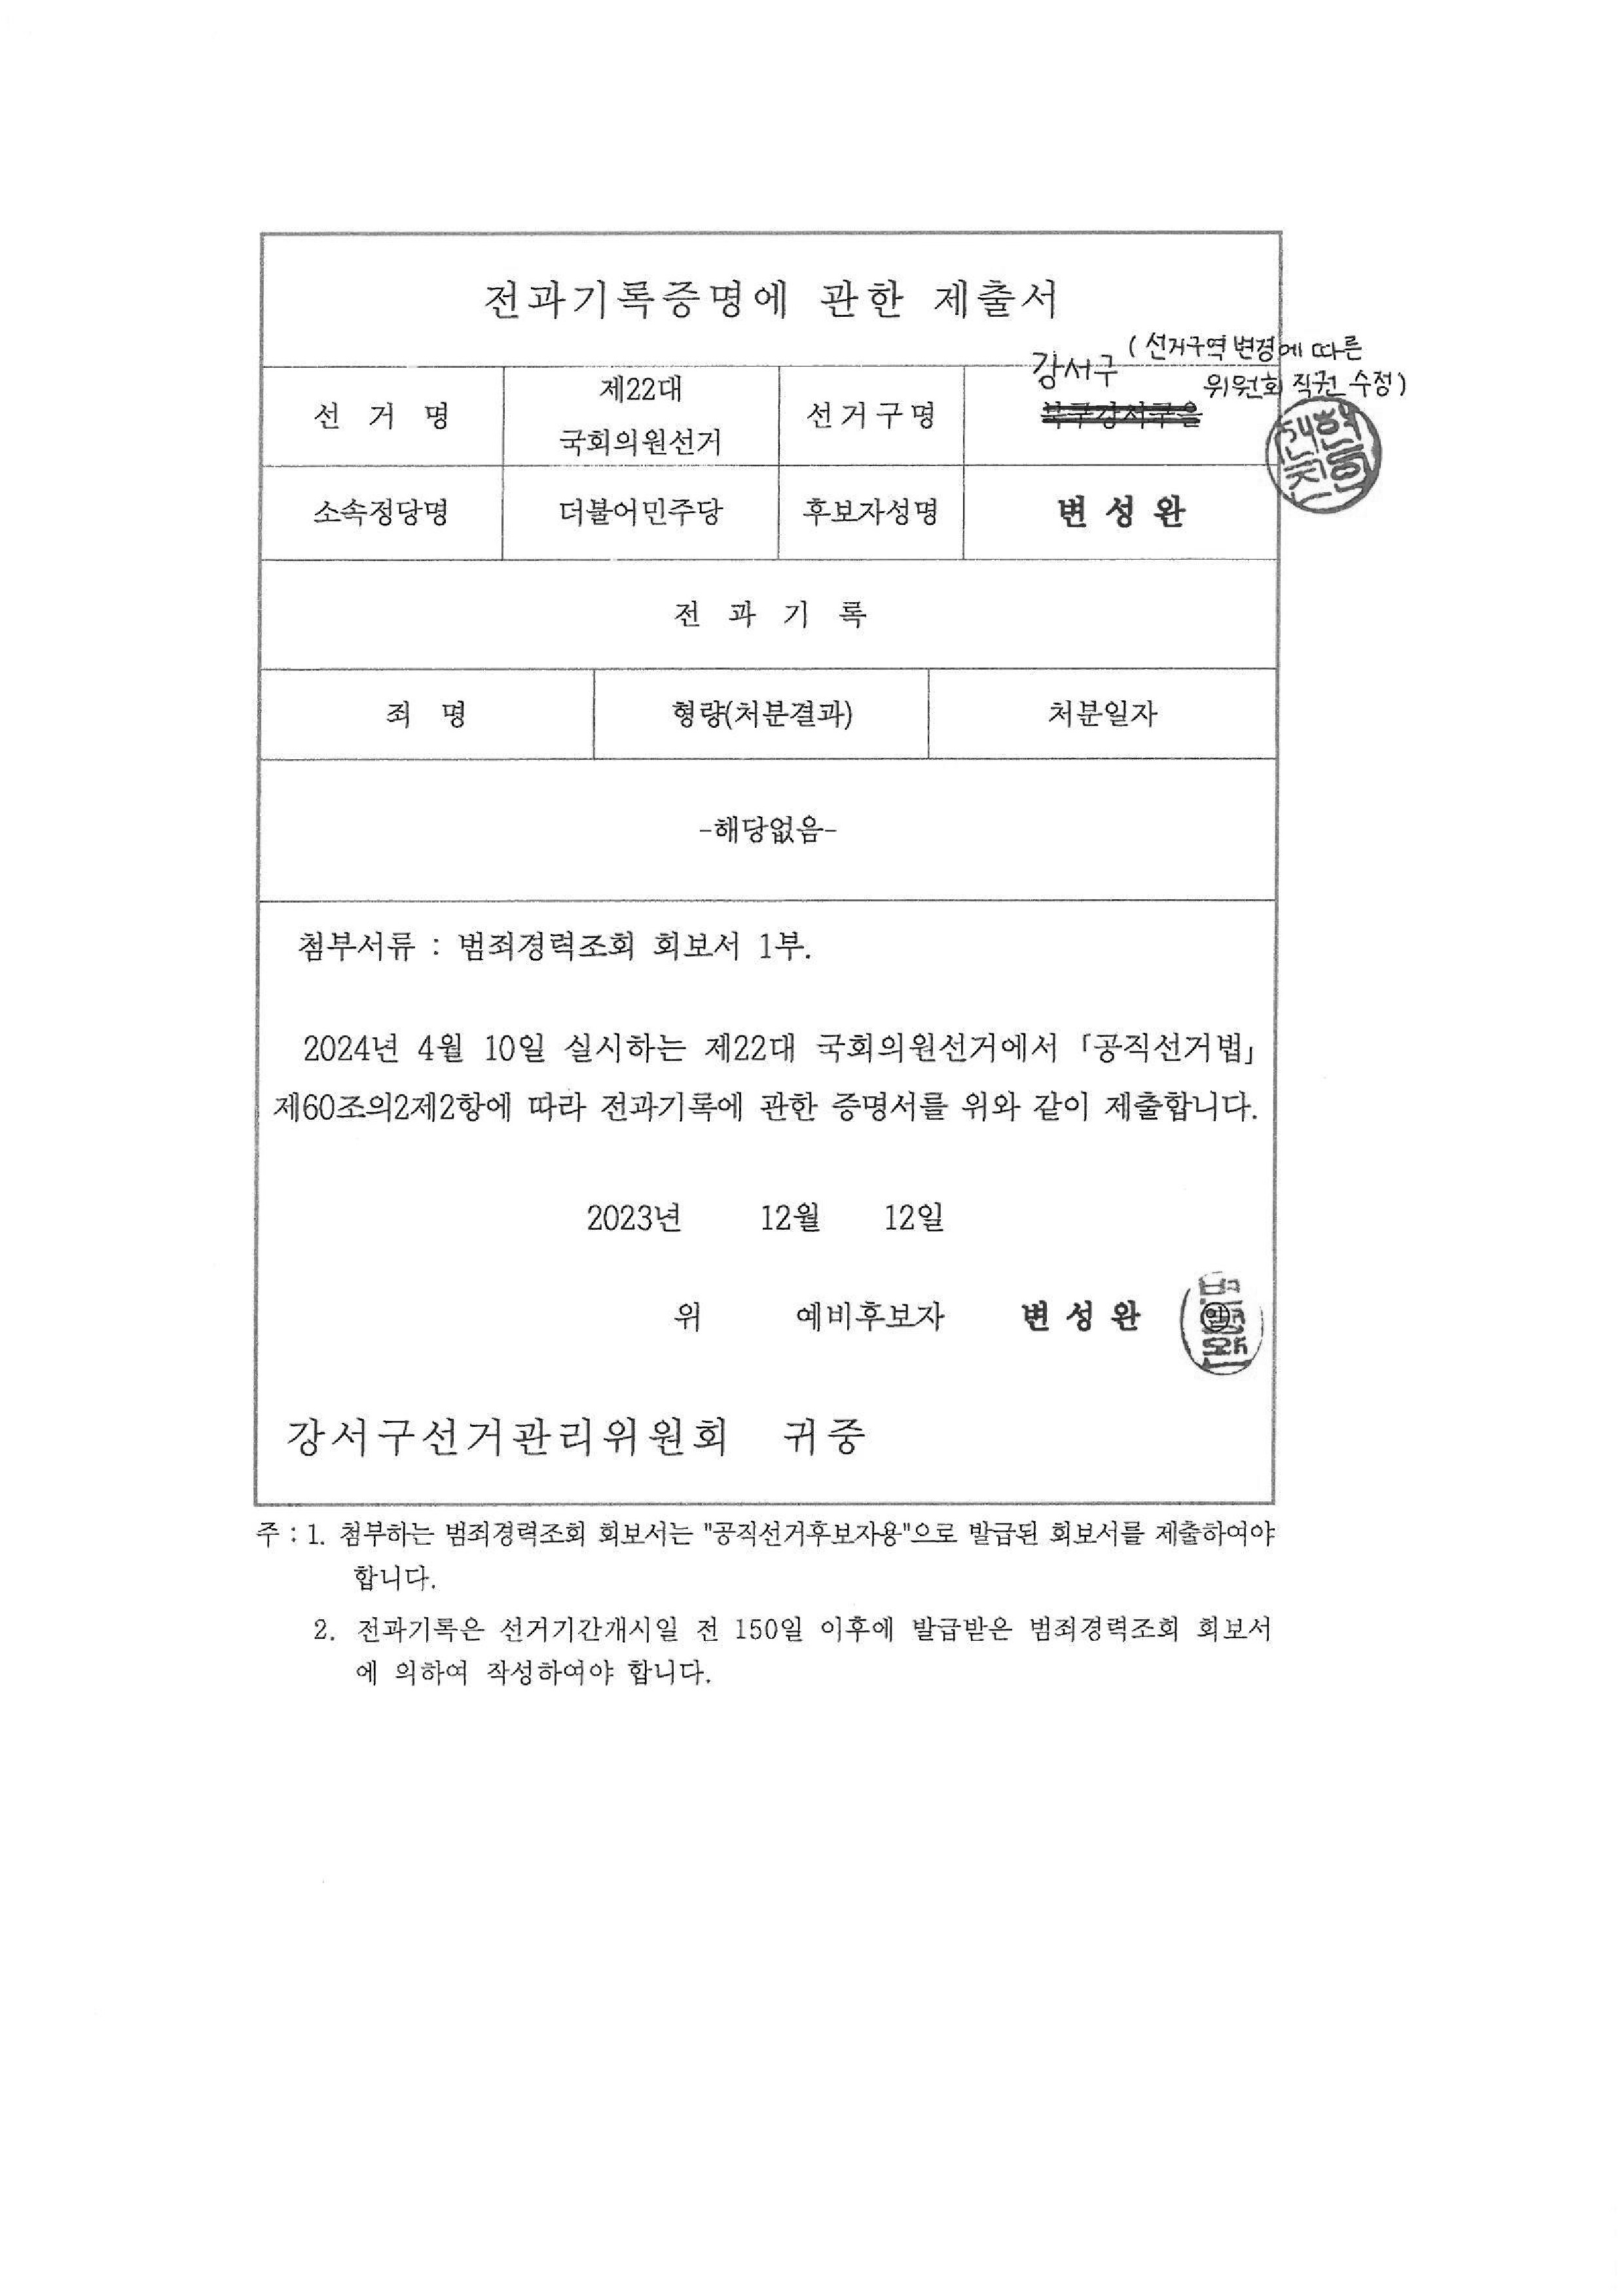 전과기록증명에 관한 제출서
강서구 (선거구역 변경에 따른
위원회 직권 수정)
선 거 명 제22대 국회의원선거 선거구명 북구강서구을
소속정당명 더불어민주당 후보자성명 변 성 완
전 과 기 록
죄 명 형량(처분결과) 처분일자
-해당없음-
첨부서류 : 범죄경력조회 회보서 1부.
2024년 4월 10일 실시하는 제22대 국회의원선거에서 「공직선거법」
제60조의2제2항에 따라 전과기록에 관한 증명서를 위와 같이 제출합니다.
2023년 12월 12일
위 예비후보자 변 성 완 ㊞
강서구선거관리위원회 귀중
주 : 1. 첨부하는 범죄경력조회 회보서는 "공직선거후보자용"으로 발급된 회보서를 제출하여야
합니다.
2. 전과기록은 선거기간개시일 전 150일 이후에 발급받은 범죄경력조회 회보서
에 의하여 작성하여야 합니다.